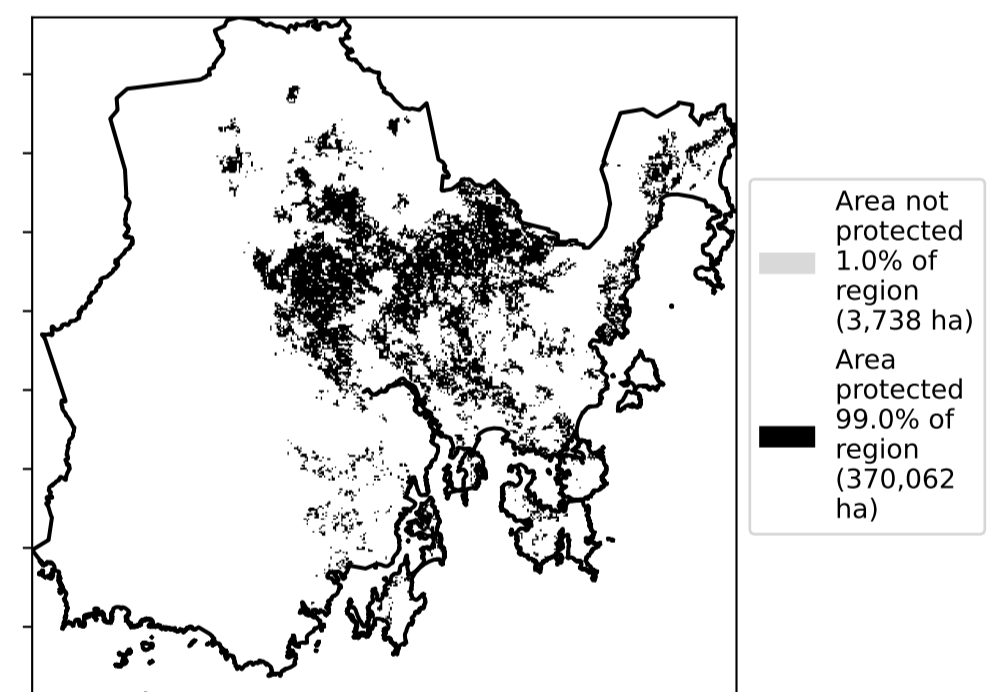 Area not
protected
1.0% of
region
(3,738 ha)
Area
protected
99.0% of
region
(370,062
ha)